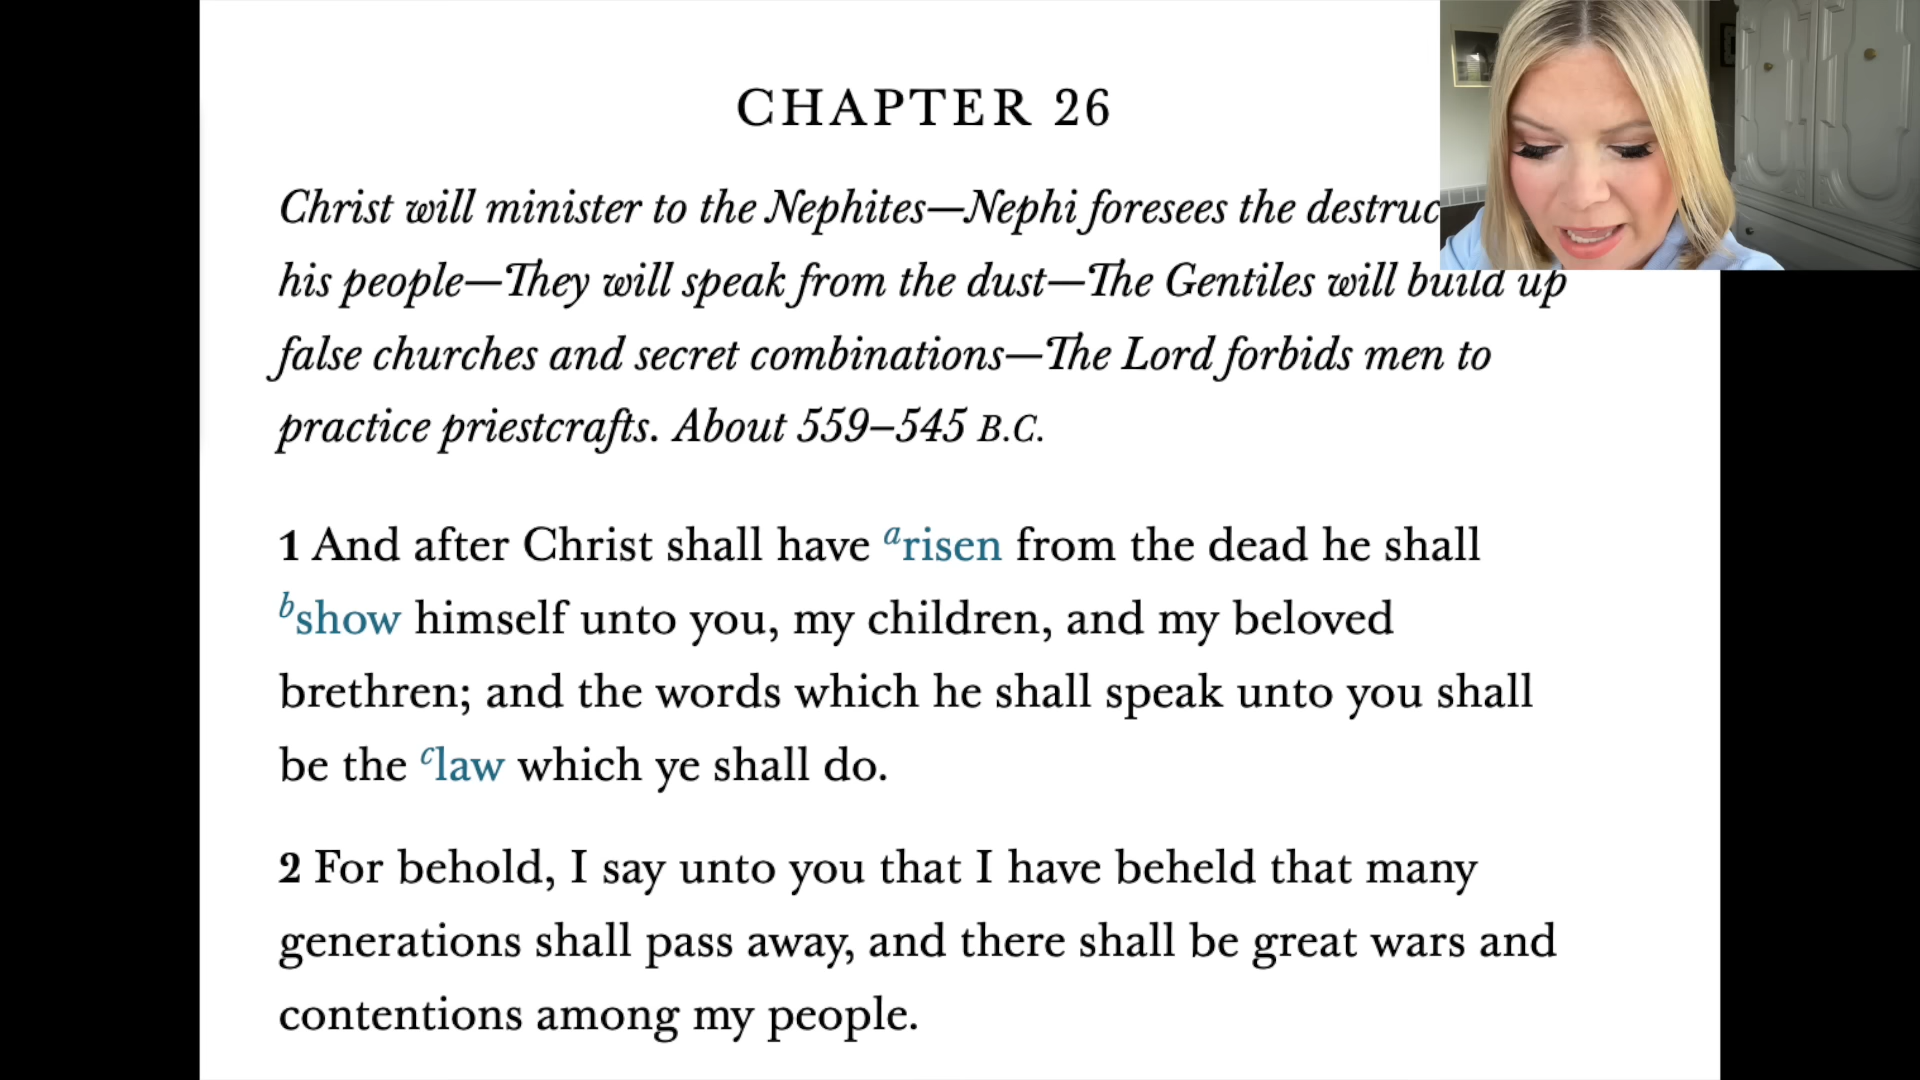 CHAPTER 26
Christ will minister to the Nephites—Nephi foresees the
his people—They will speak from the dust—The Gentiles will build up
false churches and secret combinations—The Lord forbids men to
practice priestcrafts. About 559–545 B.C.
1 And after Christ shall have a risen from the dead he shall
b show himself unto you, my children, and my beloved
brethren; and the words which he shall speak unto you shall
be the c law which ye shall do.
2 For behold, I say unto you that I have beheld that many
generations shall pass away, and there shall be great wars and
contentions among my people.